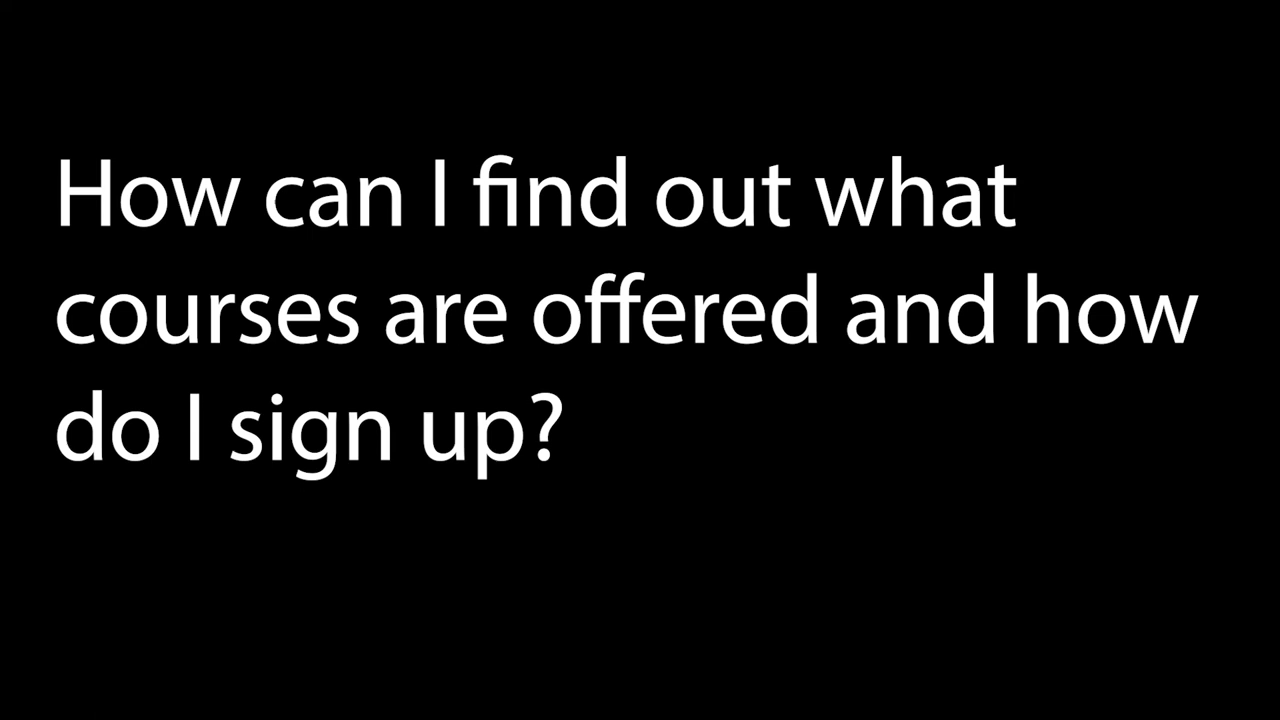 How can I find out what
courses are offered and how
do I sign up?